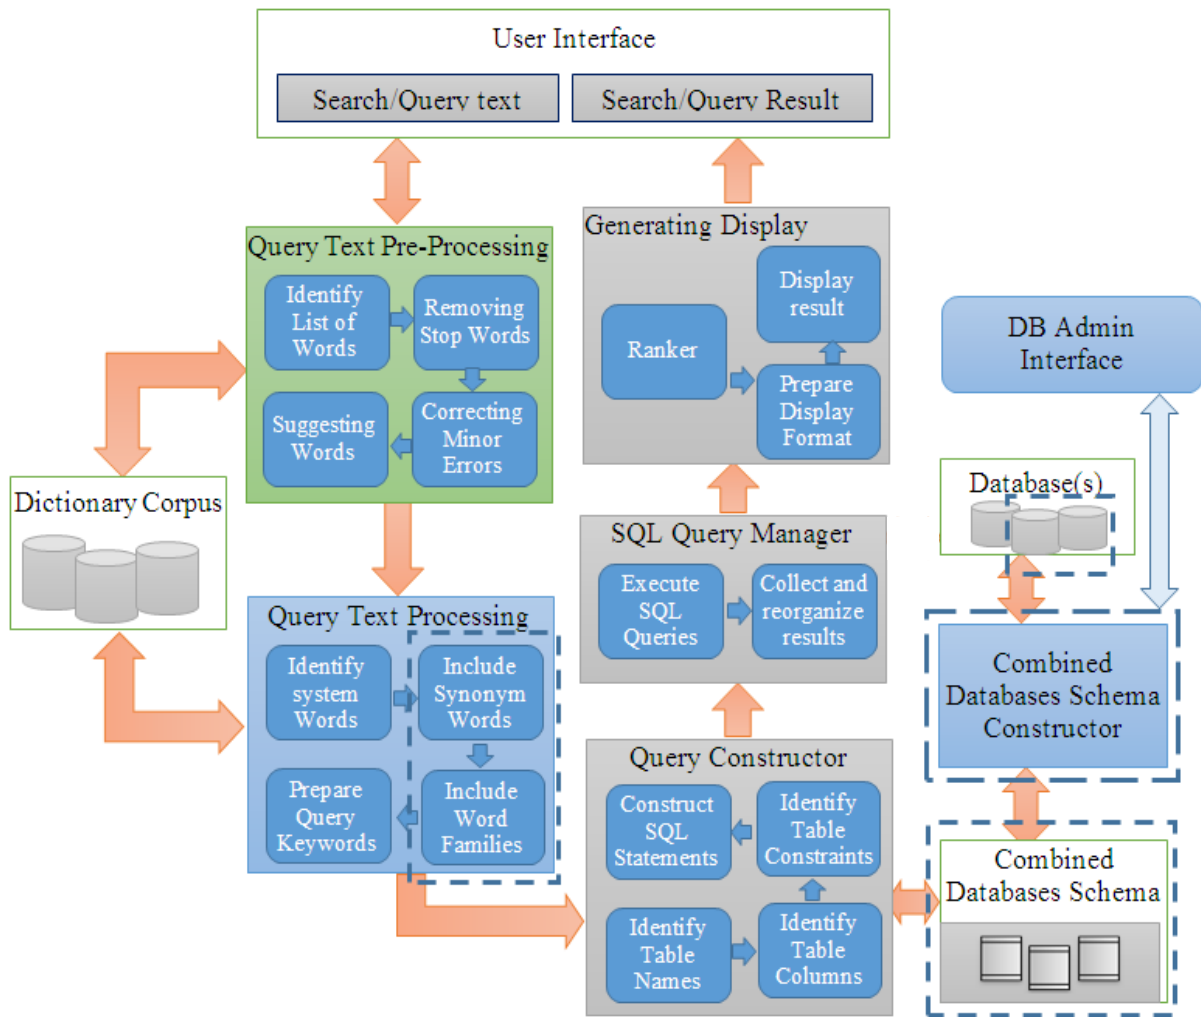 User Interface
Search/Query text
Search/Query Result
Query Text Pre-Processing
Identify
List of
Words
Removing
Stop Words
Suggesting
Words
Correcting
Minor
Errors
Generating Display
Ranker
Display
result
Prepare
Display
Format
DB Admin
Interface
Dictionary Corpus
Database(s)
SQL Query Manager
Execute
SQL
Queries
Collect and
reorganize
results
Query Text Processing
Identify
system
Words
Include
Synonym
Words
Prepare
Query
Keywords
Include
Word
Families
Combined
Databases Schema
Constructor
Query Constructor
Construct
SQL
Statements
Identify
Table
Constraints
Identify
Table
Names
Identify
Table
Columns
Combined
Databases Schema